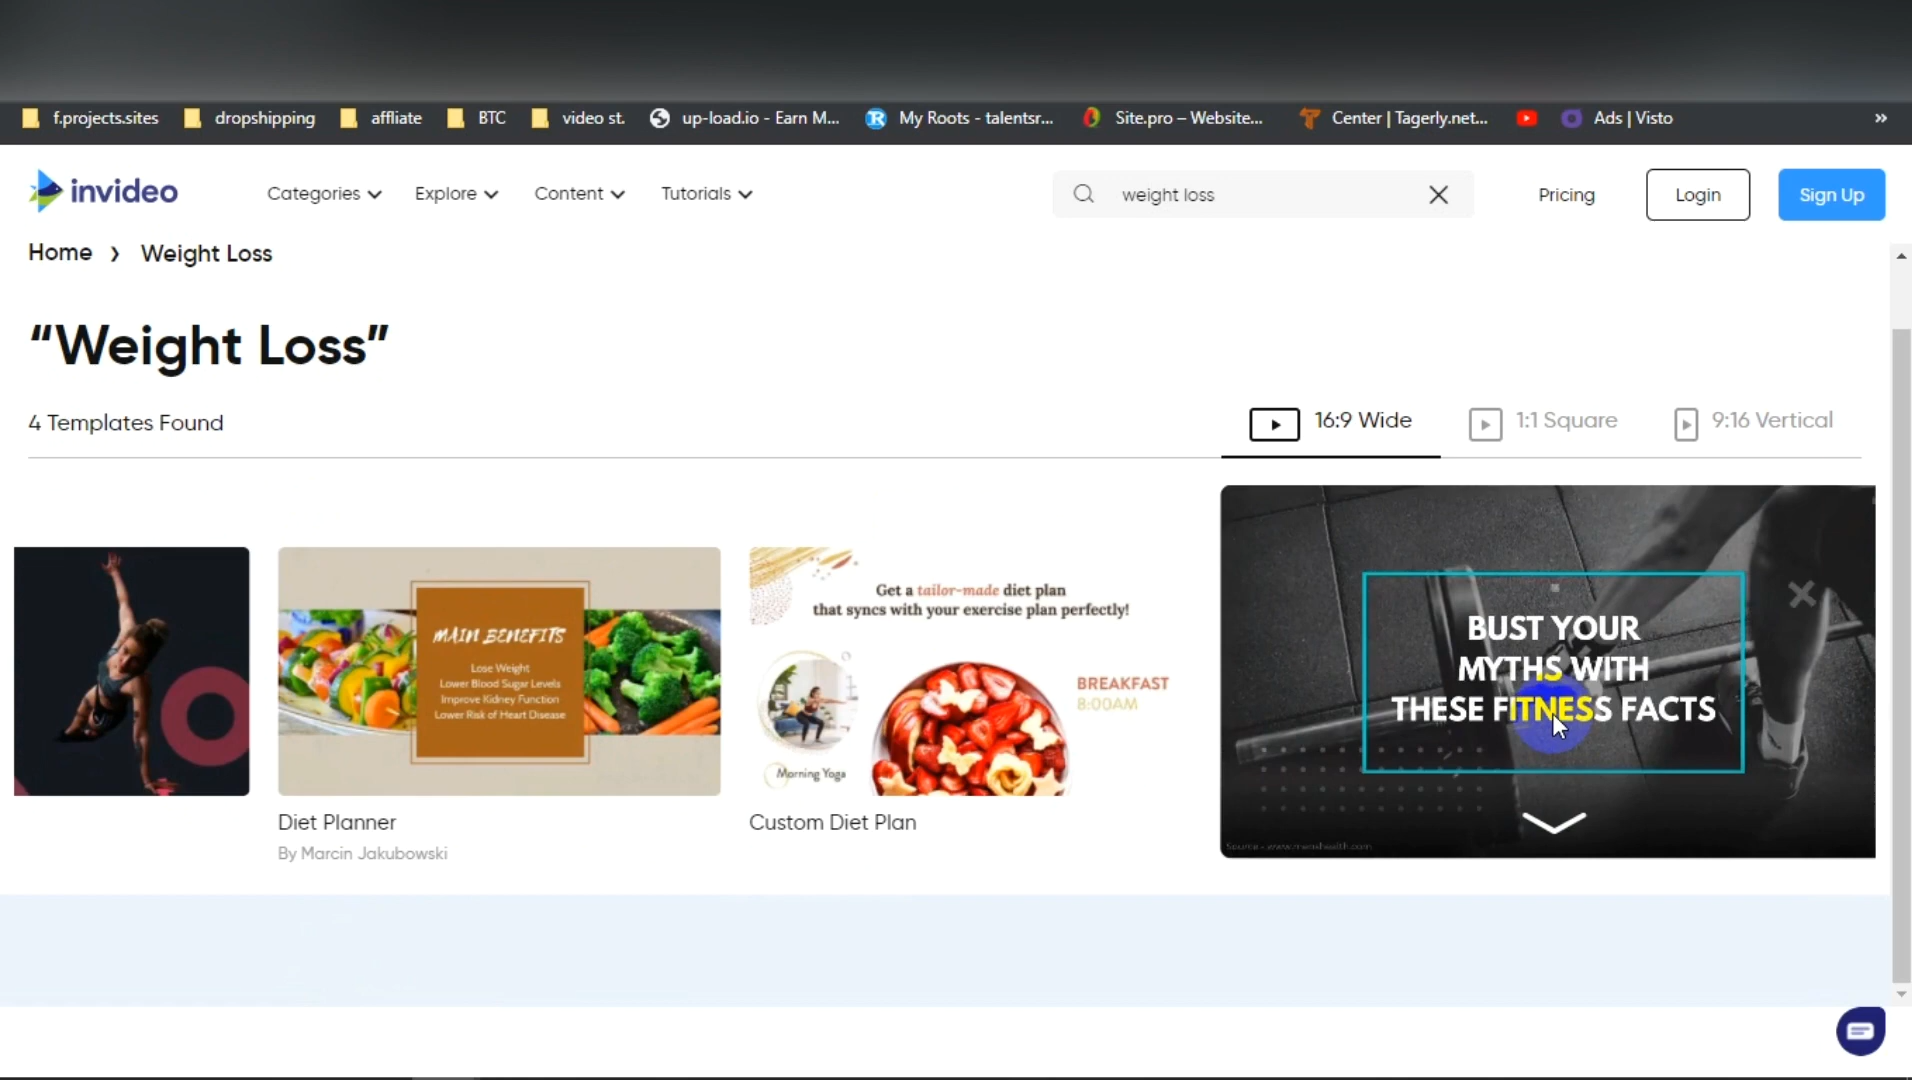 f.projects.sites dropshipping affliate BTC video st. up-load.io - Earn M... My Roots - talentsr... Site.pro – Website... Center | Tagerly.net... Ads | Visto »
invideo Categories Explore Content Tutorials weight loss Pricing Login Sign Up
Home › Weight Loss
“Weight Loss”
4 Templates Found
16:9 Wide 1:1 Square 9:16 Vertical
MAIN BENEFITS
Lose Weight
Lower Blood Sugar Levels
Improve Kidney Function
Lower Risk of Heart Disease
Diet Planner
By Marcin Jakubowski
Get a tailor-made diet plan
that syncs with your exercise plan perfectly!
BREAKFAST
8:00AM
Morning Yoga
Custom Diet Plan
BUST YOUR
MYTHS WITH
THESE FITNESS FACTS